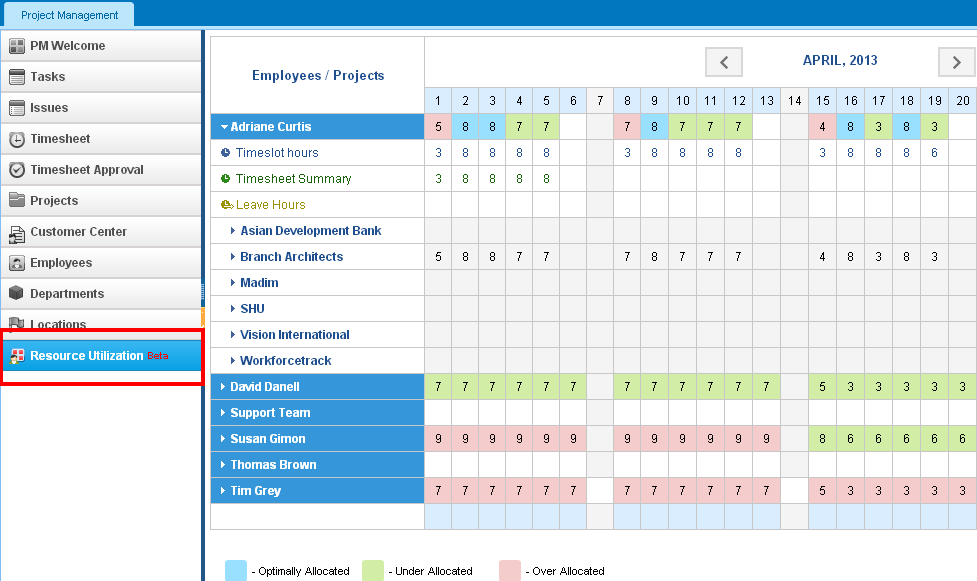 Project Management
PM Welcome
Tasks
Issues
Timesheet
Timesheet Approval
Projects
Customer Center
Employees
Departments
Locations
Resource Utilization Beta
Employees / Projects
APRIL, 2013
1 2 3 4 5 6 7 8 9 10 11 12 13 14 15 16 17 18 19 20
Adriane Curtis 5 8 8 7 7 7 8 7 7 7 4 8 3 8 3
Timeslot hours 3 8 8 8 8 3 8 8 8 8 3 8 8 8 6
Timesheet Summary 3 8 8 8 8
Leave Hours
Asian Development Bank
Branch Architects 5 8 8 7 7 7 8 7 7 7 4 8 3 8 3
Madim
SHU
Vision International
Workforcetrack
David Danell 7 7 7 7 7 7 7 7 7 7 7 7 5 3 3 3 3 3
Support Team
Susan Gimon 9 9 9 9 9 9 9 9 9 9 9 9 8 6 6 6 6 6
Thomas Brown
Tim Grey 7 7 7 7 7 7 7 7 7 7 7 7 5 3 3 3 3 3
- Optimally Allocated - Under Allocated - Over Allocated